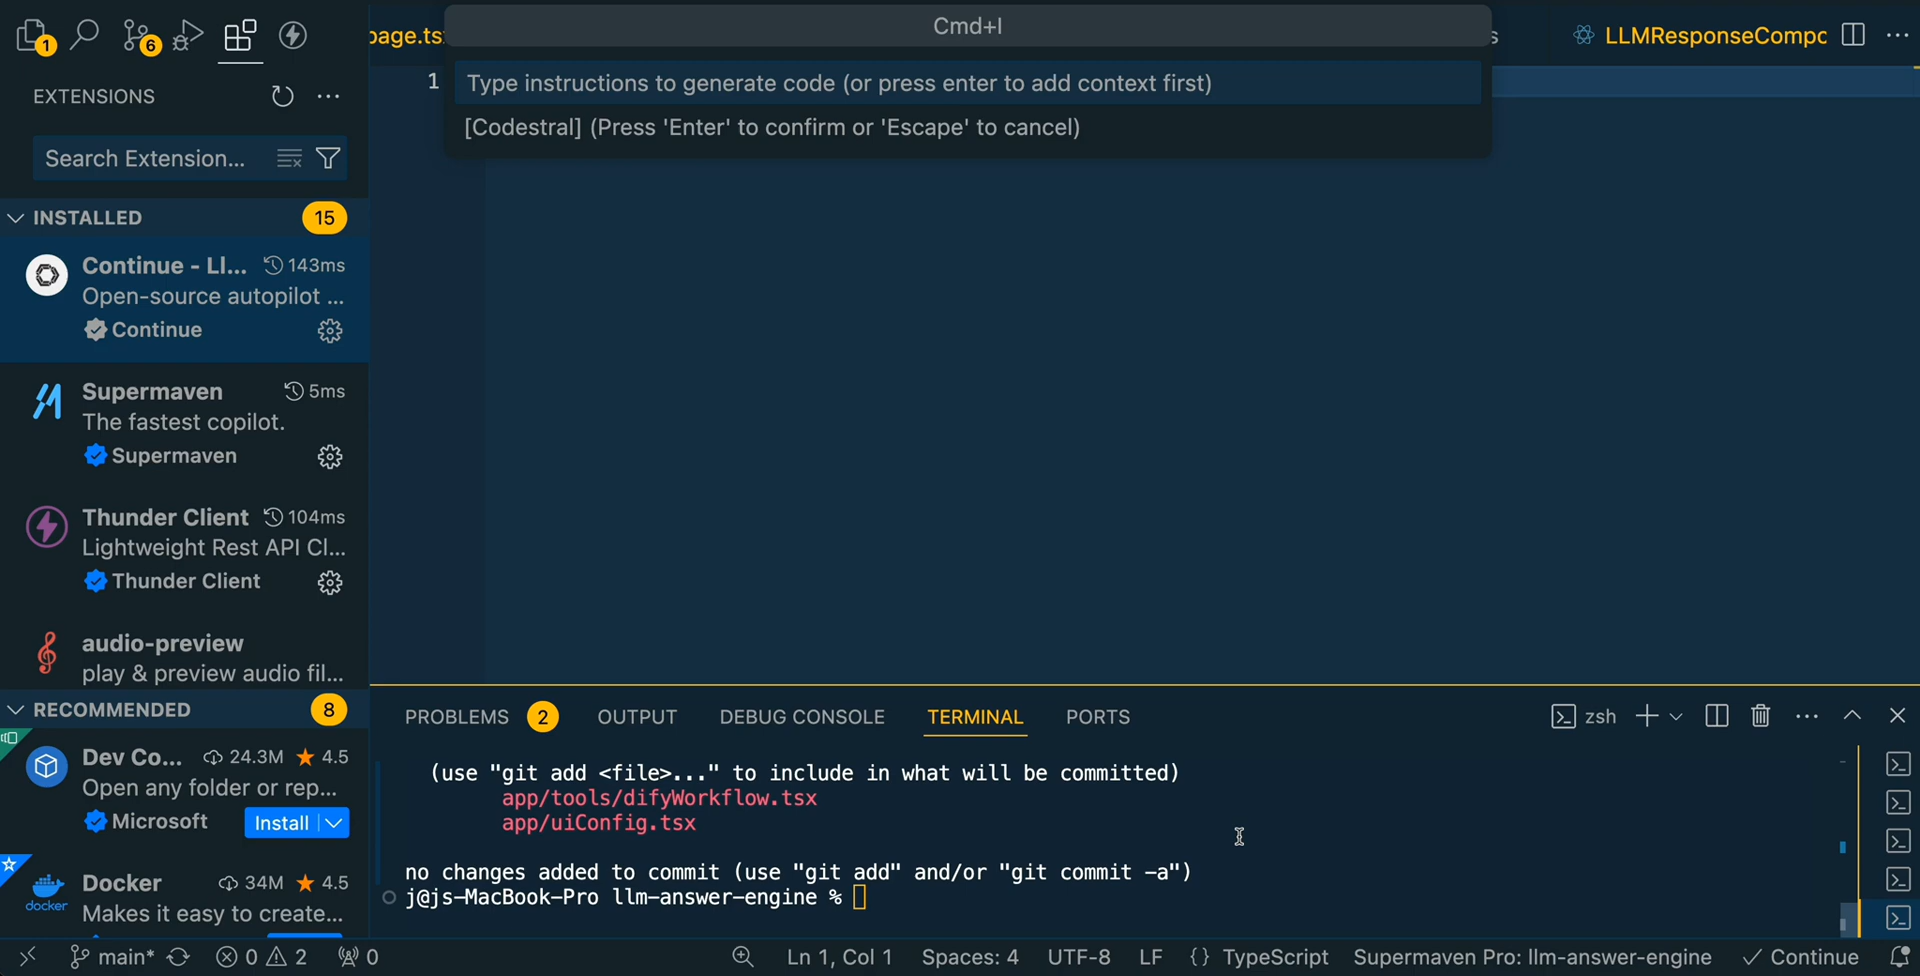 1
6
page.ts
Cmd+I
s
LLMResponseCompc
EXTENSIONS
1
Type instructions to generate code (or press enter to add context first)
[Codestral] (Press 'Enter' to confirm or 'Escape' to cancel)
Search Extension...
INSTALLED
15
Continue - Ll...
143ms
Open-source autopilot ...
Continue
Supermaven
5ms
The fastest copilot.
Supermaven
Thunder Client
104ms
Lightweight Rest API Cl...
Thunder Client
audio-preview
play & preview audio fil...
RECOMMENDED
8
Dev Co...
24.3M
4.5
Open any folder or rep...
Microsoft
Install
Docker
34M
4.5
docker
Makes it easy to create...
PROBLEMS
2
OUTPUT
DEBUG CONSOLE
TERMINAL
PORTS
zsh
(use "git add <file>..." to include in what will be committed)
app/tools/difyWorkflow.tsx
app/uiConfig.tsx
no changes added to commit (use "git add" and/or "git commit -a")
j@js-MacBook-Pro llm-answer-engine %
main*
0
2
0
Ln 1, Col 1
Spaces: 4
UTF-8
LF
{} TypeScript
Supermaven Pro: llm-answer-engine
Continue